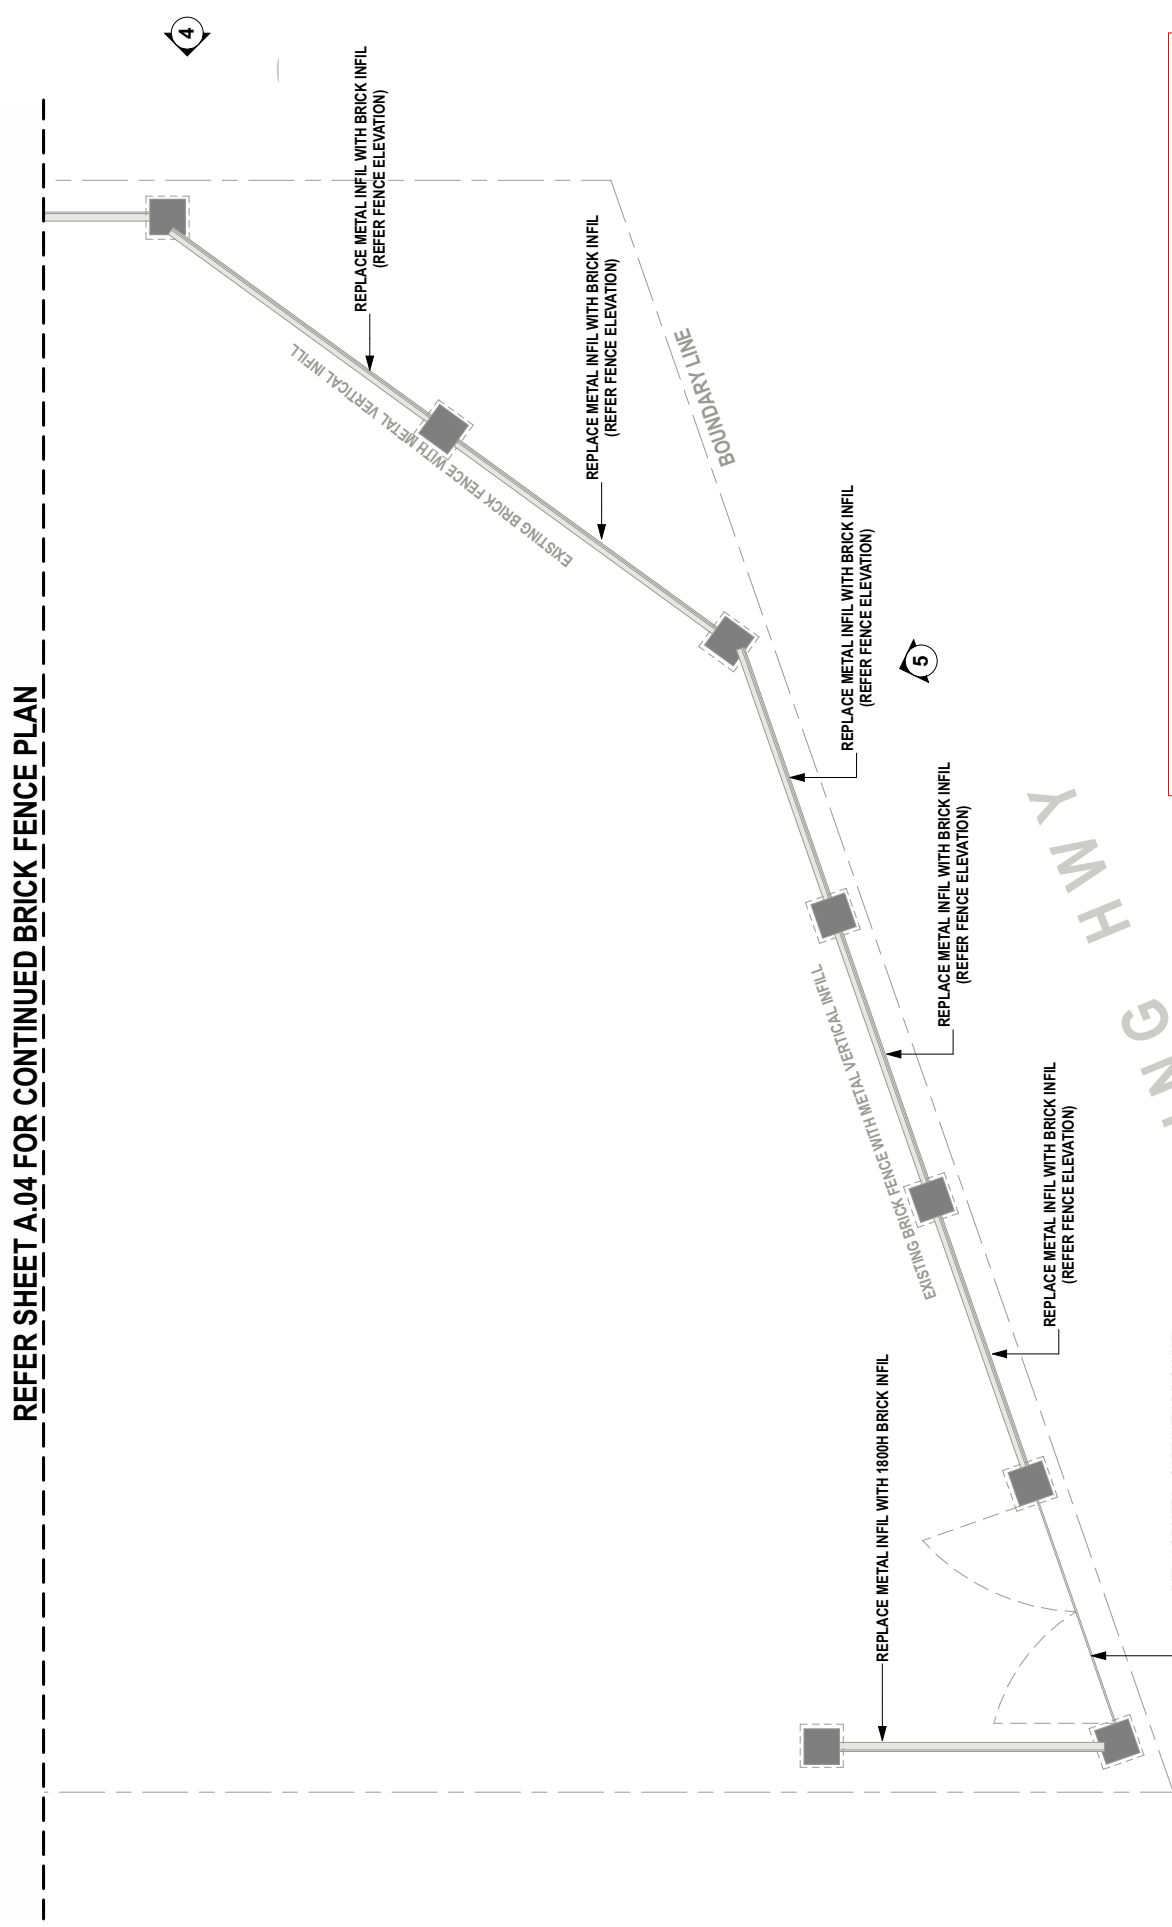 REFER SHEET A.04 FOR CONTINUED BRICK FENCE PLAN
4
REPLACE METAL INFIL WITH BRICK INFIL
(REFER FENCE ELEVATION)
EXISTING BRICK FENCE WITH METAL VERTICAL INFILL
REPLACE METAL INFIL WITH BRICK INFIL
(REFER FENCE ELEVATION)
BOUNDARY LINE
REPLACE METAL INFIL WITH BRICK INFIL
(REFER FENCE ELEVATION)
5
REPLACE METAL INFIL WITH BRICK INFIL
(REFER FENCE ELEVATION)
EXISTING BRICK FENCE WITH METAL VERTICAL INFILL
REPLACE METAL INFIL WITH BRICK INFIL
(REFER FENCE ELEVATION)
REPLACE METAL INFIL WITH 1800H BRICK INFIL
NG HWY